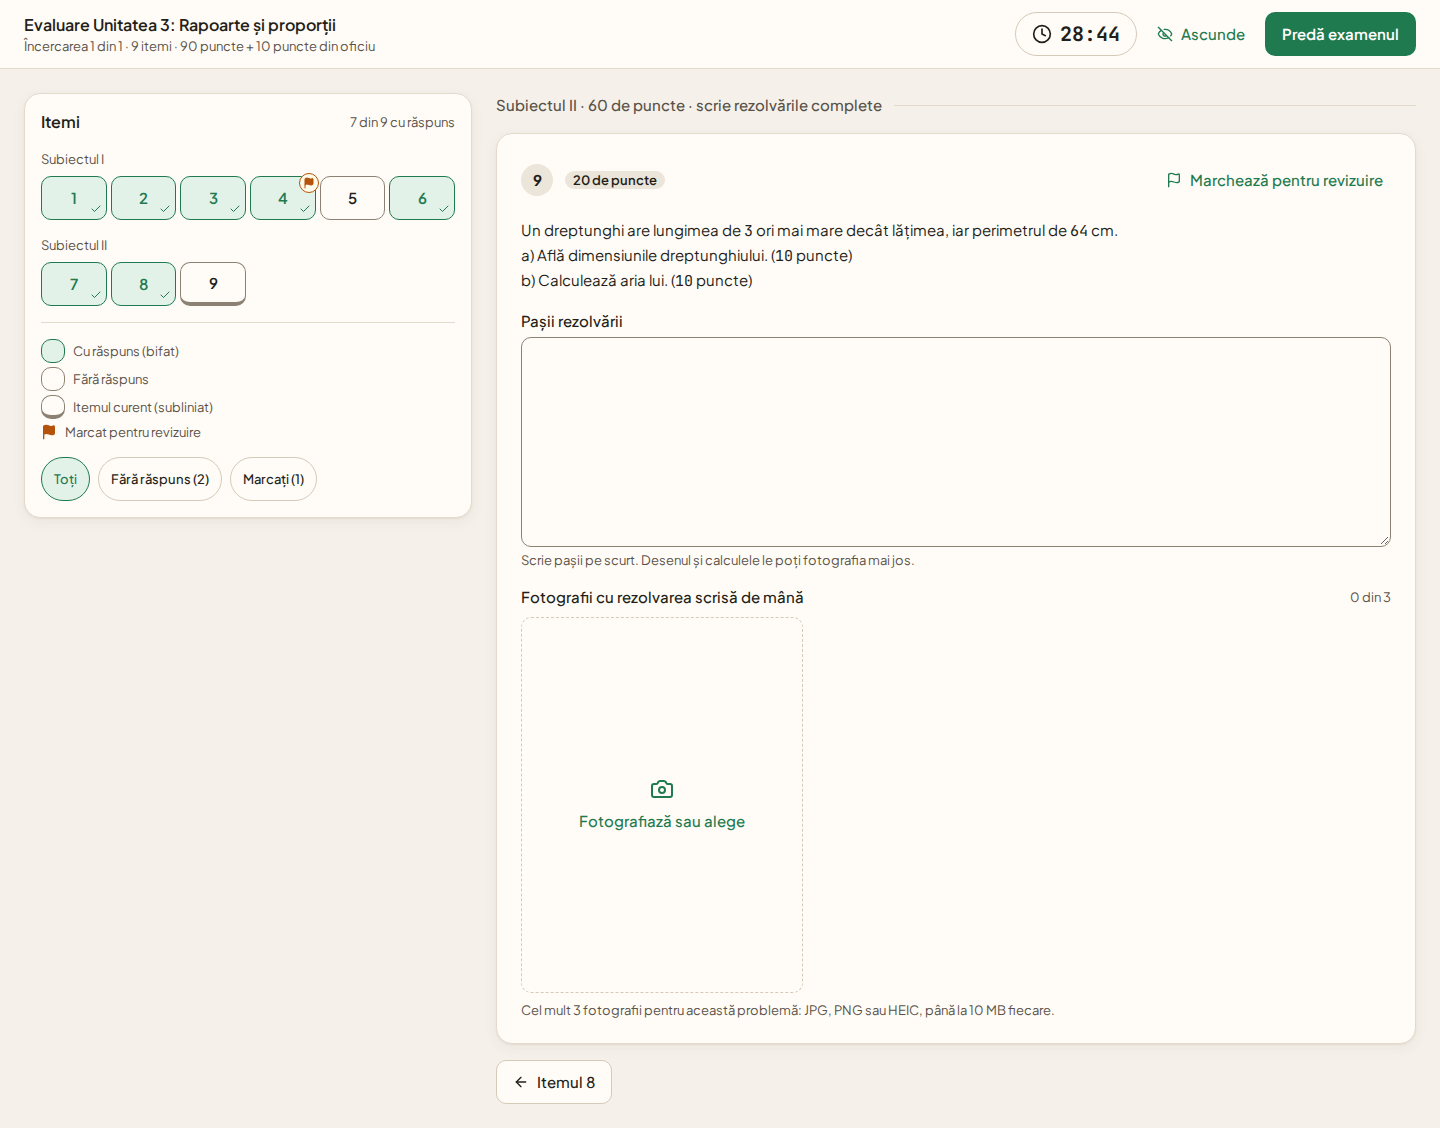 Evaluare Unitatea 3: Rapoarte și proporții
Încercarea 1 din 1 · 9 itemi · 90 puncte + 10 puncte din oficiu
28:44
Ascunde
Predă examenul
Itemi
7 din 9 cu răspuns
Subiectul I
1
2
3
4
5
6
Subiectul II
7
8
9
Cu răspuns (bifat)
Fără răspuns
Itemul curent (subliniat)
Marcat pentru revizuire
Toți
Fără răspuns (2)
Marcați (1)
Subiectul II · 60 de puncte · scrie rezolvările complete
9
20 de puncte
Marchează pentru revizuire
Un dreptunghi are lungimea de 3 ori mai mare decât lățimea, iar perimetrul de 64 cm.
a) Află dimensiunile dreptunghiului. (10 puncte)
b) Calculează aria lui. (10 puncte)
Pașii rezolvării
Scrie pașii pe scurt. Desenul și calculele le poți fotografia mai jos.
Fotografii cu rezolvarea scrisă de mână
0 din 3
Fotografiază sau alege
Cel mult 3 fotografii pentru această problemă: JPG, PNG sau HEIC, până la 10 MB fiecare.
Itemul 8